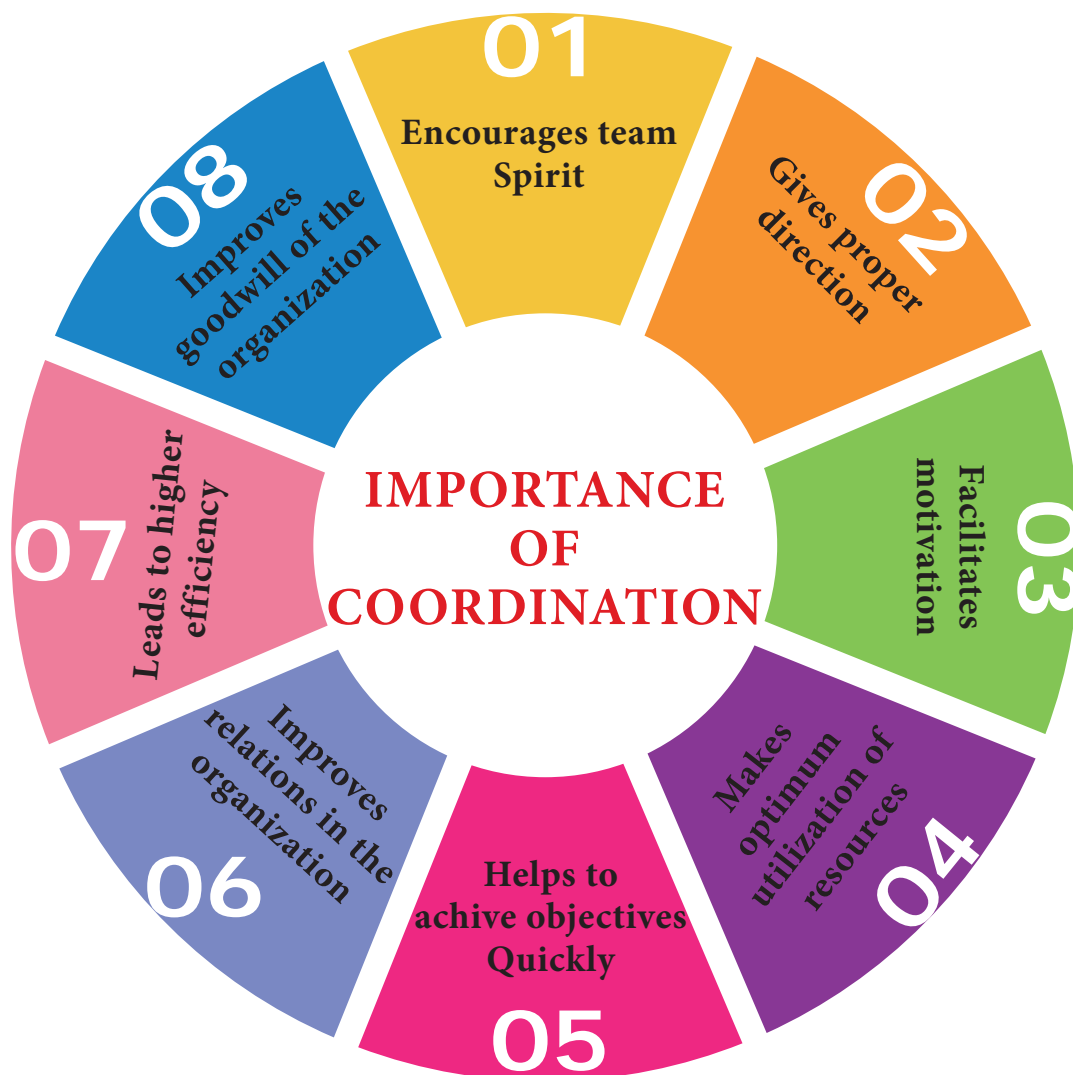 IMPORTANCE
OF
COORDINATION
01
Encourages team
Spirit
02
Gives proper
direction
03
Facilitates
motivation
04
Makes
optimum
utilization of
resources
05
Helps to
achive objectives
Quickly
06
Improves
relations in the
organization
07
Leads to higher
efficiency
08
Improves
goodwill of the
organization